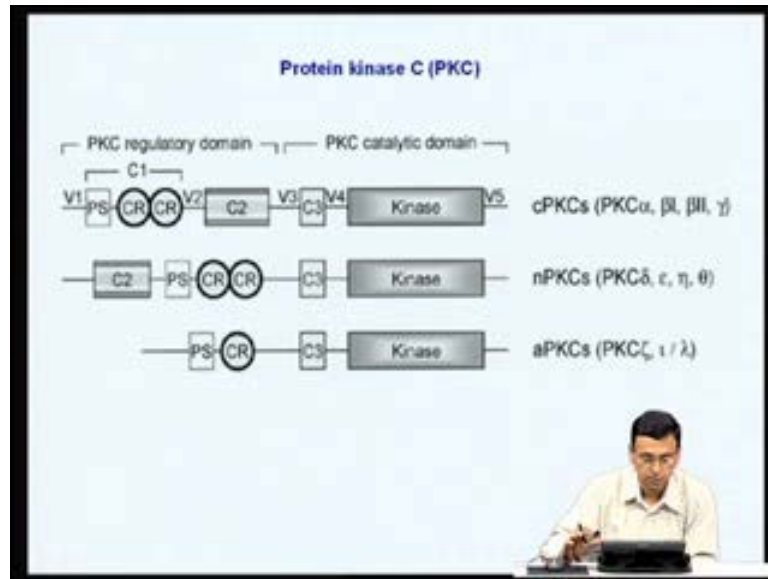 Protein kinase C (PKC)
PKC regulatory domain PKC catalytic domain
C1
V1 PS CR CR V2 C2 V3 C3 V4 Kinase V5 cPKCs (PKCα, βI, βII, γ)
C2 PS CR CR C3 Kinase nPKCs (PKCδ, ε, η, θ)
PS CR C3 Kinase aPKCs (PKCζ, ι / λ)